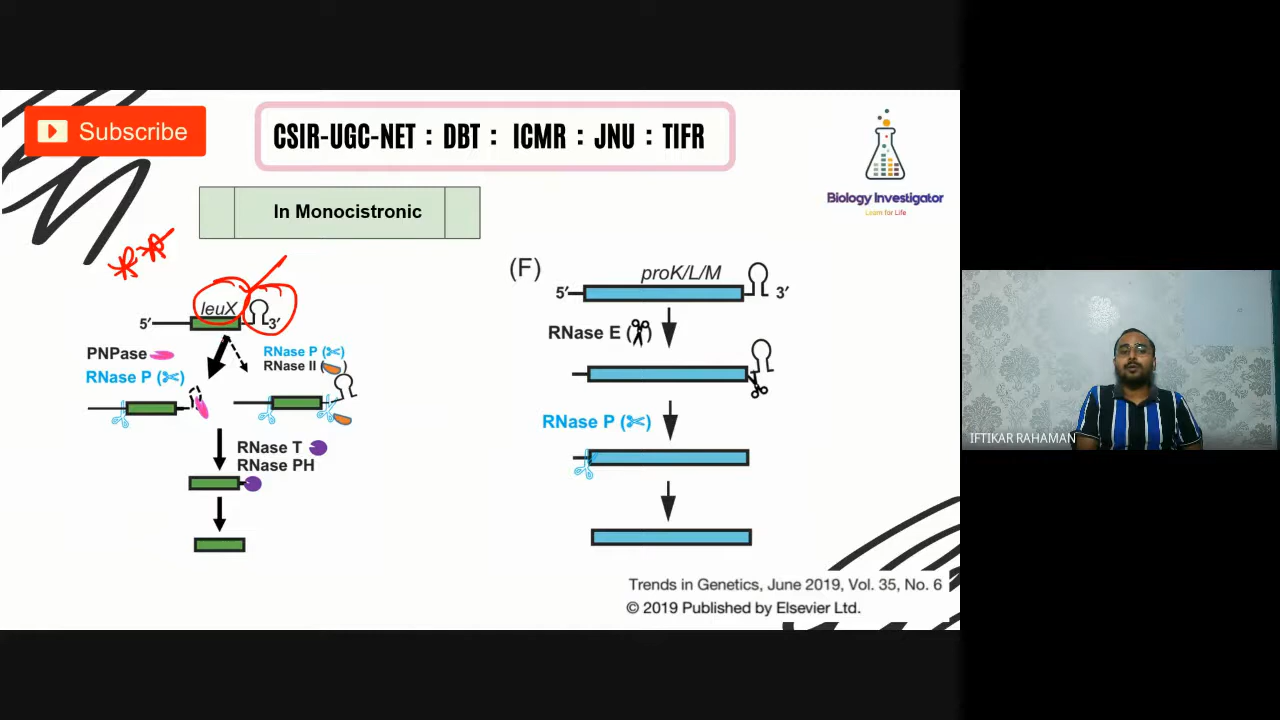 Subscribe
CSIR-UGC-NET : DBT : ICMR : JNU : TIFR
Biology Investigator
Learn for Life
In Monocistronic
leuX
5′
3′
PNPase
RNase P
RNase P
RNase II
RNase T
RNase PH
(F)
proK/L/M
5′
3′
RNase E
RNase P
Trends in Genetics, June 2019, Vol. 35, No. 6
© 2019 Published by Elsevier Ltd.
IFTIKAR RAHAMAN